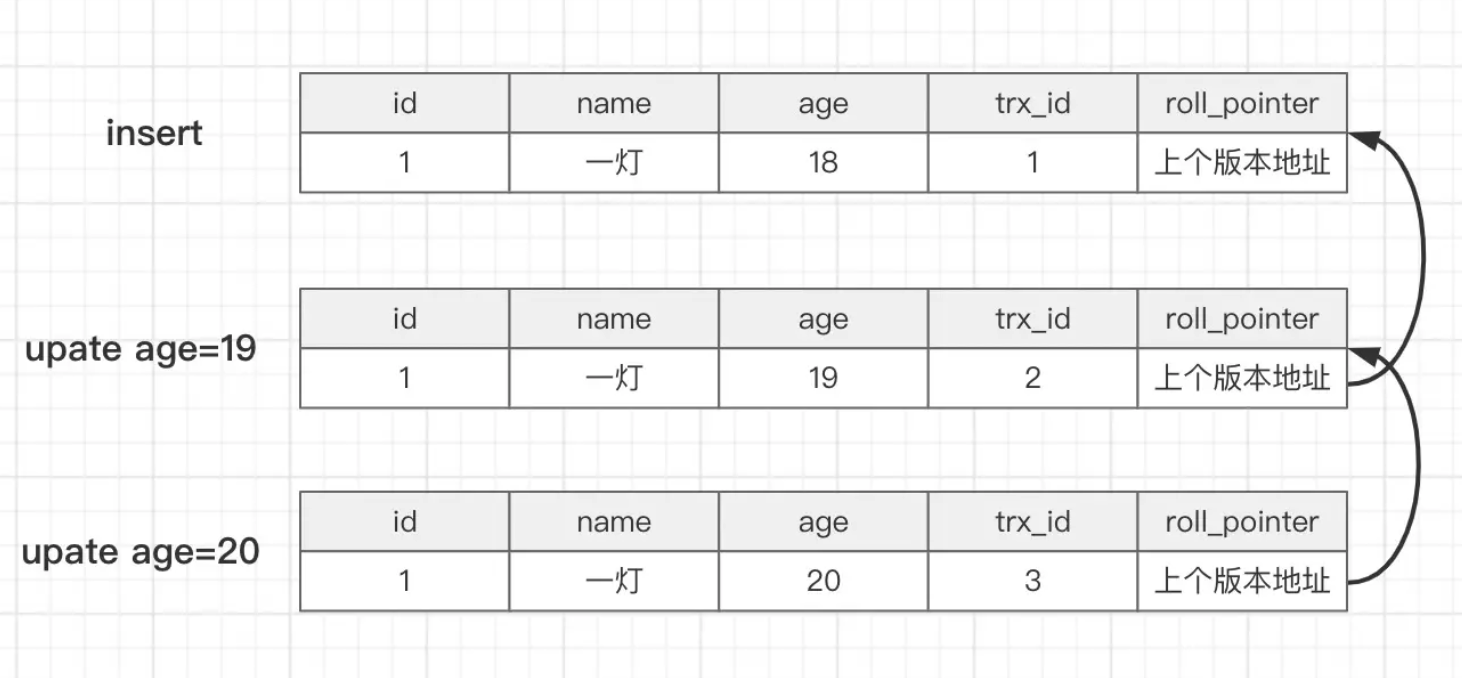 insert
id name age trx_id roll_pointer
1 一灯 18 1 上个版本地址
upate age=19
id name age trx_id roll_pointer
1 一灯 19 2 上个版本地址
upate age=20
id name age trx_id roll_pointer
1 一灯 20 3 上个版本地址